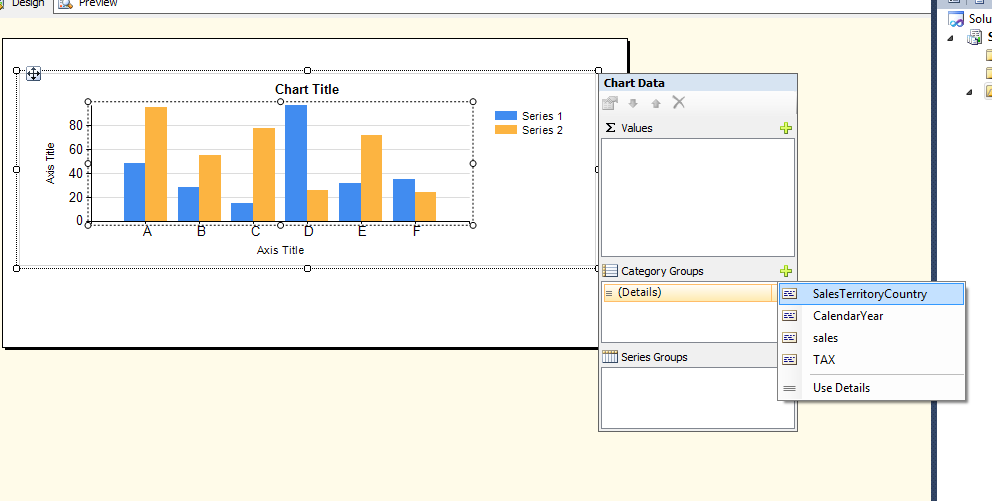 Design
Preview
Solu
S
Chart Title
Series 1
Series 2
Axis Title
80
60
40
20
0
A B C D E F
Axis Title
Chart Data
Σ Values
Category Groups
(Details)
Series Groups
SalesTerritoryCountry
CalendarYear
sales
TAX
Use Details